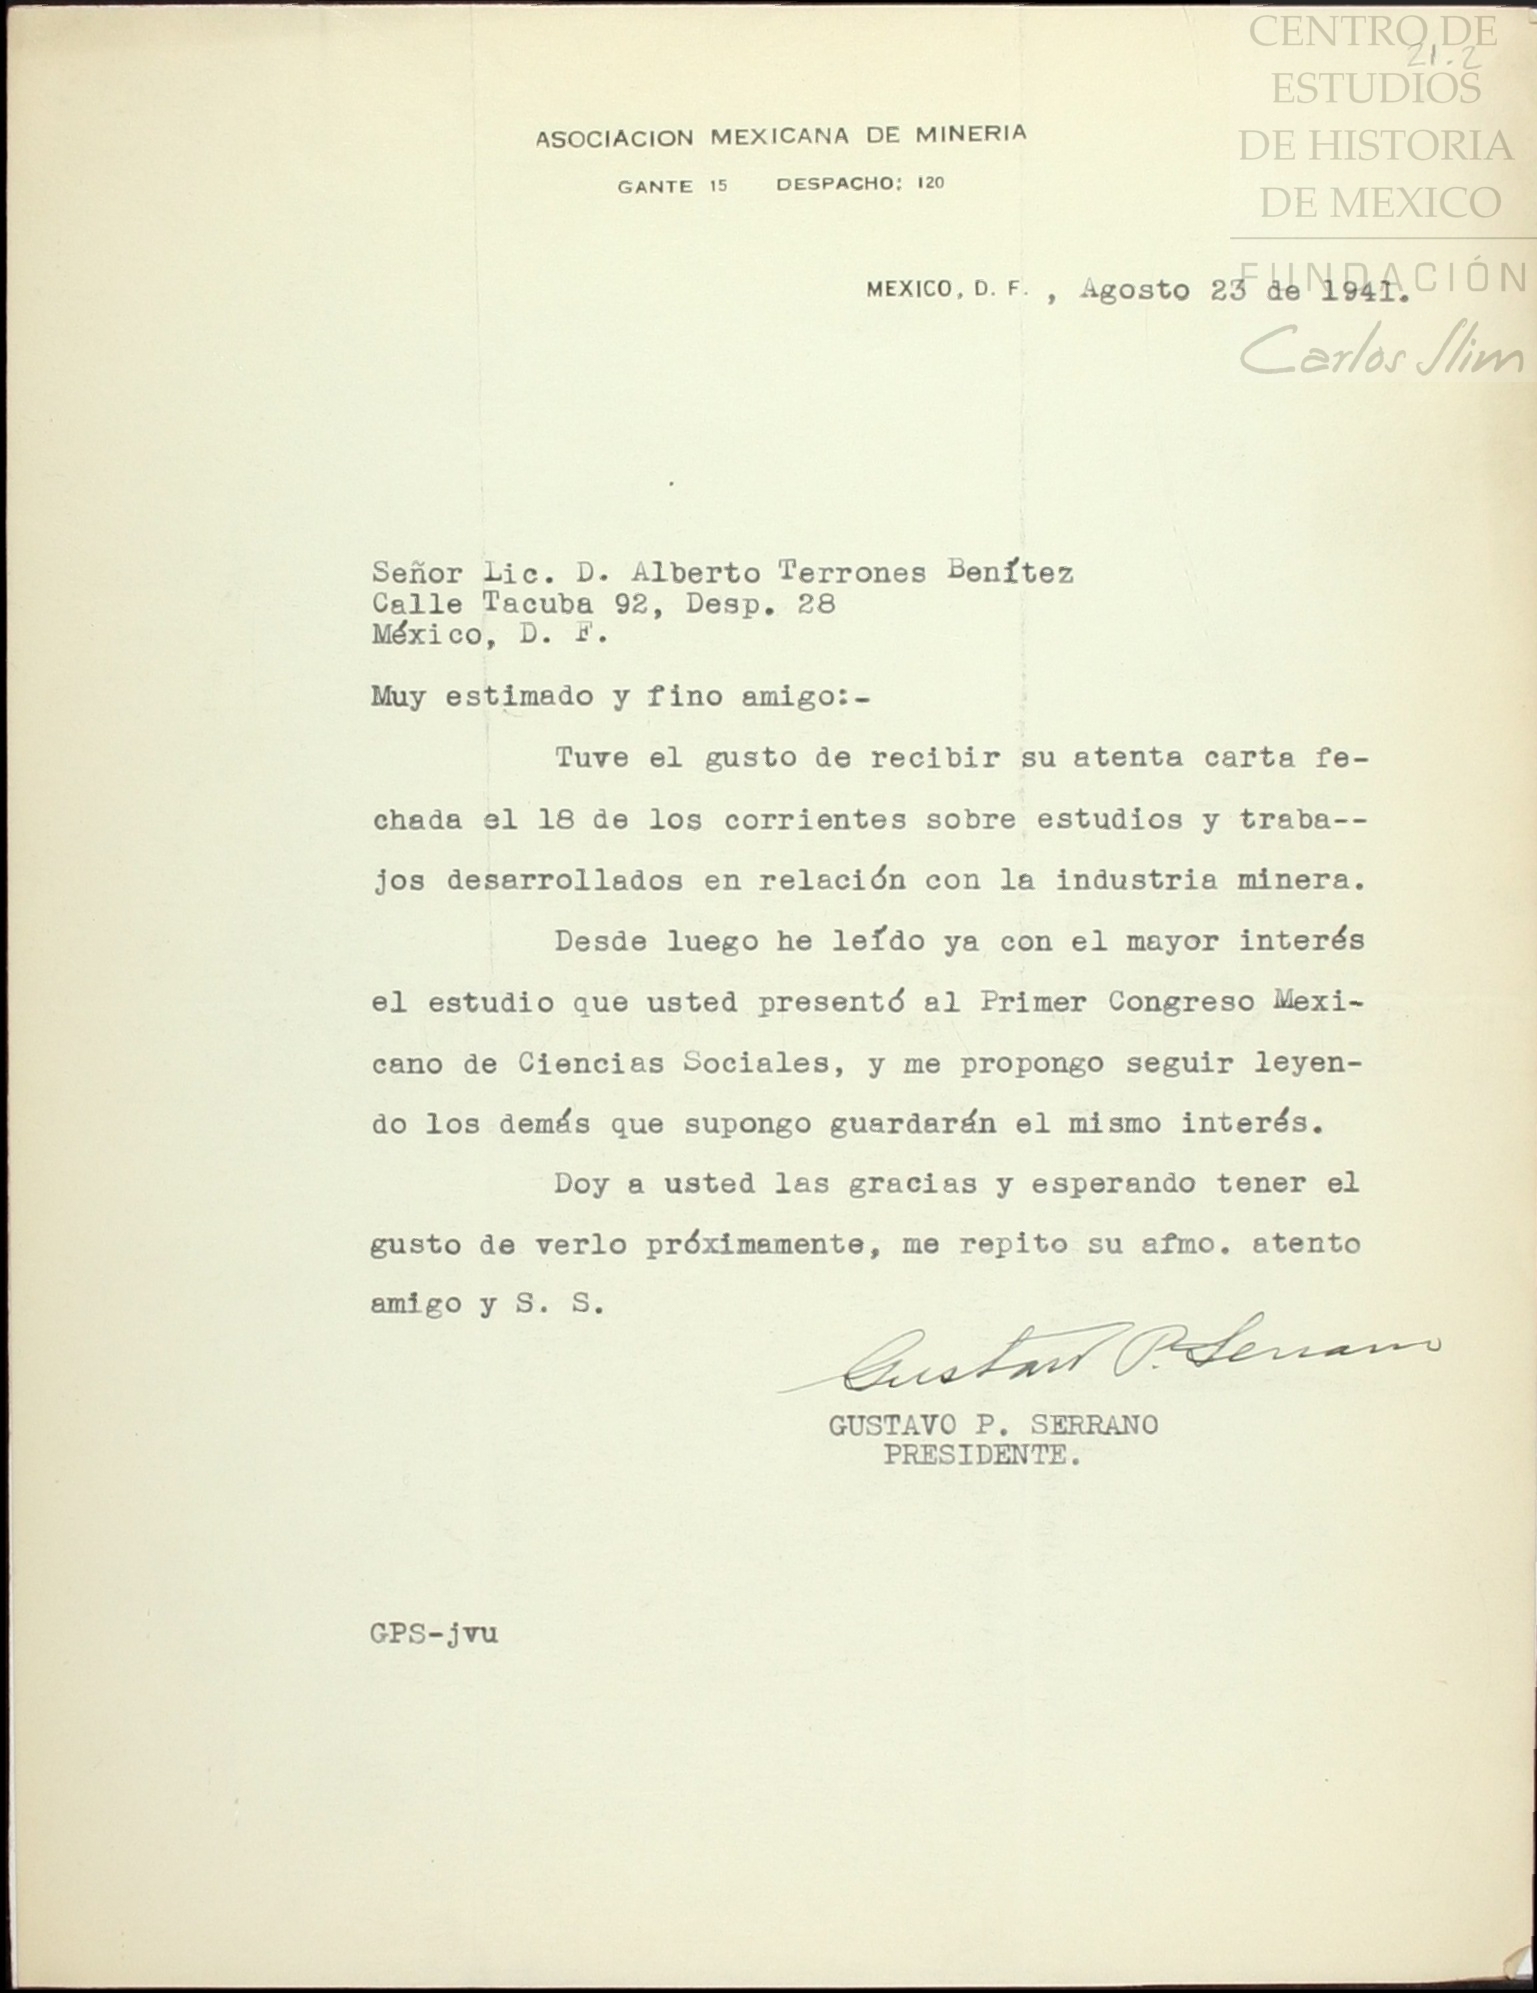 CENTRO DE
21.2
ESTUDIOS
DE HISTORIA
DE MEXICO
FUNDACIÓN
Carlos Slim
ASOCIACION MEXICANA DE MINERIA
GANTE 15 DESPACHO: 120
MEXICO, D. F. , Agosto 23 de 1941.
Señor Lic. D. Alberto Terrones Benítez
Calle Tacuba 92, Desp. 28
México, D. F.
Muy estimado y fino amigo:-
Tuve el gusto de recibir su atenta carta fe-
chada el 18 de los corrientes sobre estudios y traba--
jos desarrollados en relación con la industria minera.
Desde luego he leído ya con el mayor interés
el estudio que usted presentó al Primer Congreso Mexi-
cano de Ciencias Sociales, y me propongo seguir leyen-
do los demás que supongo guardarán el mismo interés.
Doy a usted las gracias y esperando tener el
gusto de verlo próximamente, me repito su afmo. atento
amigo y S. S.
Gustavo P. Serrano
GUSTAVO P. SERRANO
PRESIDENTE.
GPS-jvu